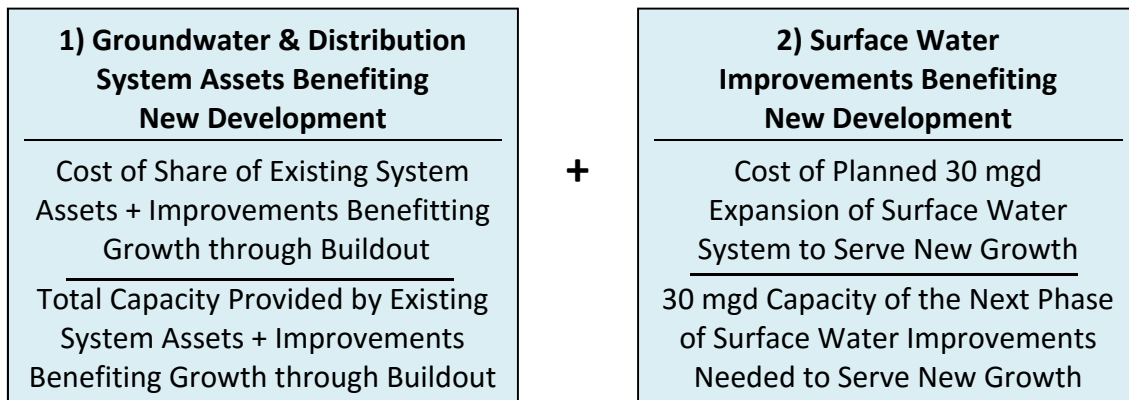 1) Groundwater & Distribution
System Assets Benefiting
New Development
Cost of Share of Existing System
Assets + Improvements Benefitting
Growth through Buildout
Total Capacity Provided by Existing
System Assets + Improvements
Benefiting Growth through Buildout
+
2) Surface Water
Improvements Benefiting
New Development
Cost of Planned 30 mgd
Expansion of Surface Water
System to Serve New Growth
30 mgd Capacity of the Next Phase
of Surface Water Improvements
Needed to Serve New Growth